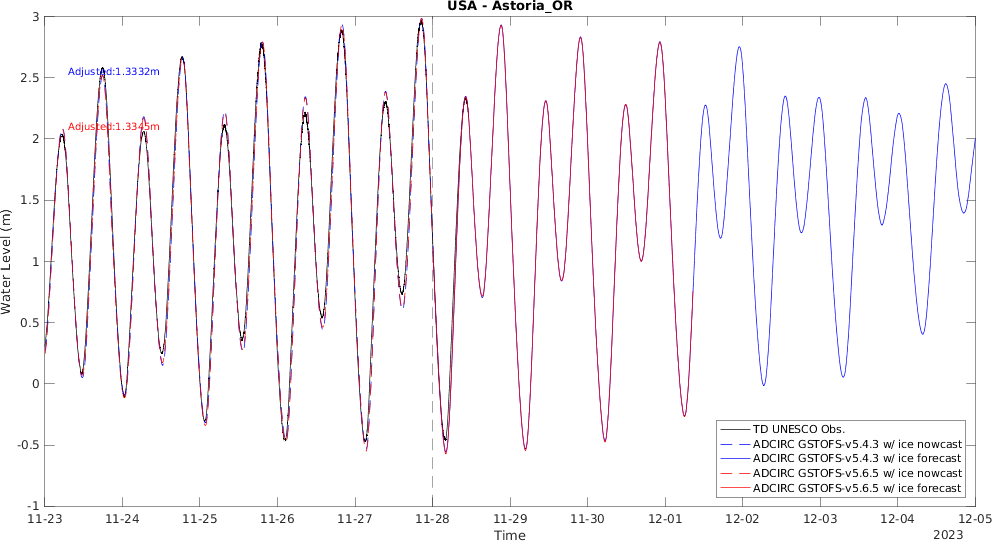 USA - Astoria_OR
3
2.5
2
1.5
1
0.5
0
-0.5
-1
Water Level (m)
Adjusted:1.3332m
Adjusted:1.3345m
TD UNESCO Obs.
ADCIRC GSTOFS-v5.4.3 w/ ice nowcast
ADCIRC GSTOFS-v5.4.3 w/ ice forecast
ADCIRC GSTOFS-v5.6.5 w/ ice nowcast
ADCIRC GSTOFS-v5.6.5 w/ ice forecast
11-23 11-24 11-25 11-26 11-27 11-28 11-29 11-30 12-01 12-02 12-03 12-04 12-05
Time
2023